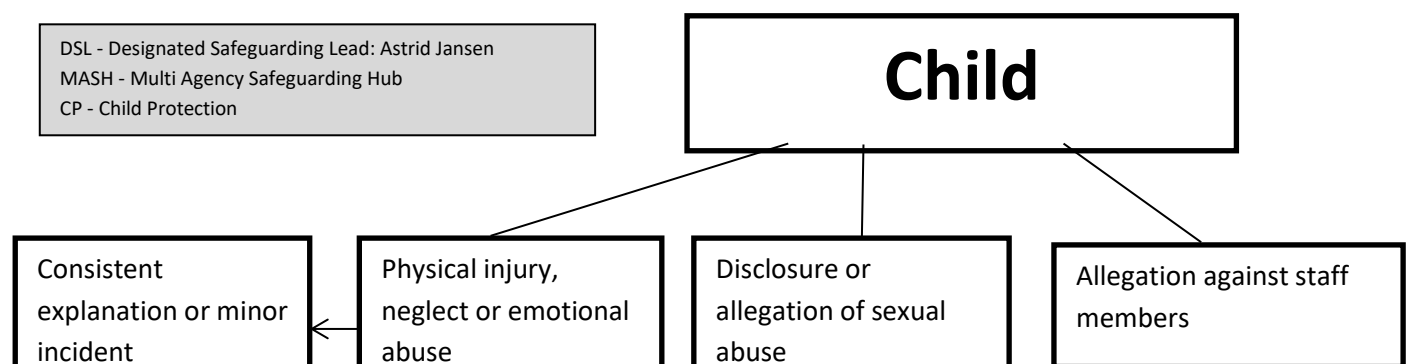 DSL - Designated Safeguarding Lead: Astrid Jansen
MASH - Multi Agency Safeguarding Hub
CP - Child Protection
Child
Consistent
explanation or minor
incident
Physical injury,
neglect or emotional
abuse
Disclosure or
allegation of sexual
abuse
Allegation against staff
members